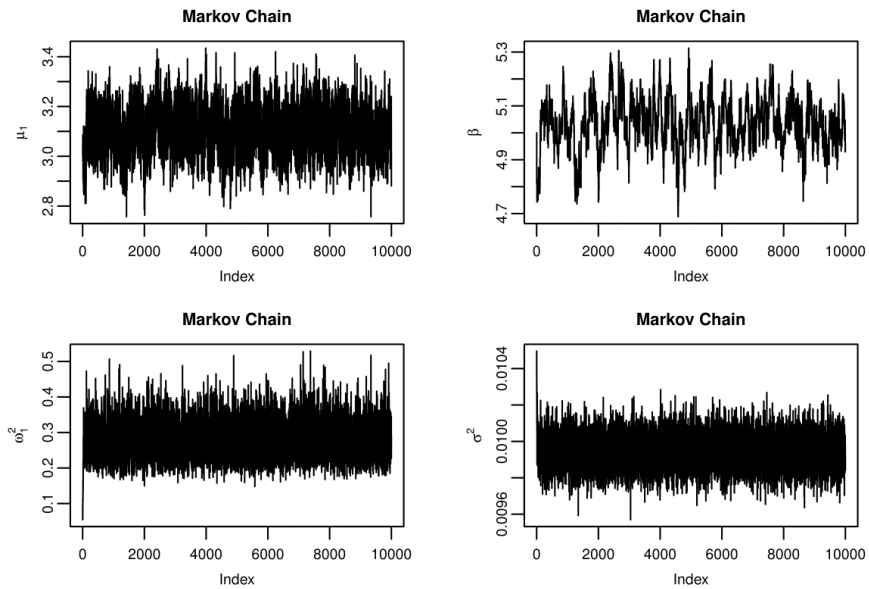 Markov Chain
3.4
3.2
3.0
2.8
μ1
0 2000 4000 6000 8000 10000
Index
Markov Chain
5.3
5.1
4.9
4.7
β
0 2000 4000 6000 8000 10000
Index
Markov Chain
0.5
0.4
0.3
0.2
0.1
ω1²
0 2000 4000 6000 8000 10000
Index
Markov Chain
0.0104
0.0100
0.0096
σ²
0 2000 4000 6000 8000 10000
Index